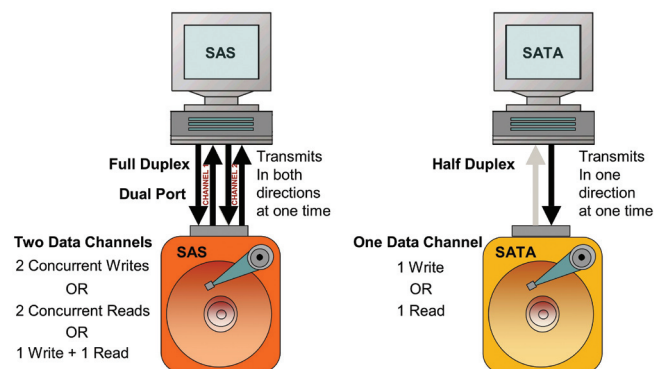 SAS
Full Duplex
Dual Port
CHANNEL 1
CHANNEL 2
Transmits
In both
directions
at one time
Two Data Channels
2 Concurrent Writes
OR
2 Concurrent Reads
OR
1 Write + 1 Read
SAS
SATA
Half Duplex
Transmits
In one
direction
at one time
One Data Channel
1 Write
OR
1 Read
SATA